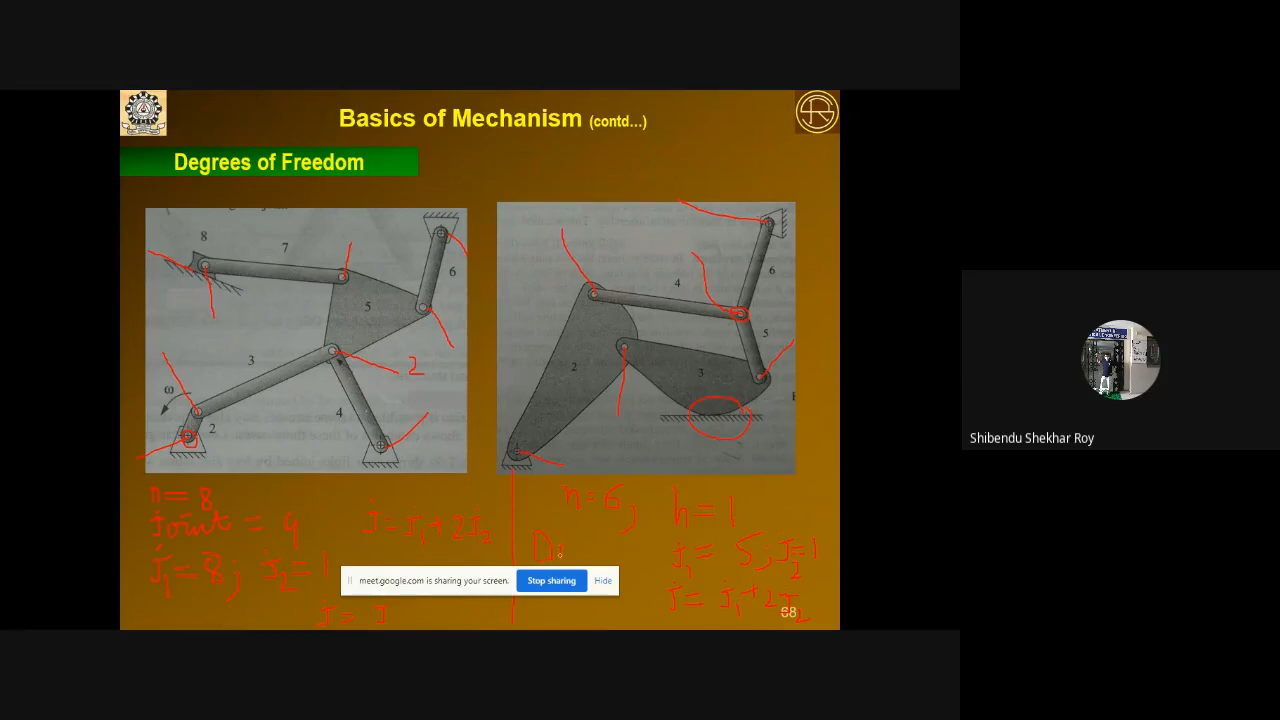 Basics of Mechanism (contd...)
Degrees of Freedom
8
7
6
5
3
2
ω
4
2
4
6
5
2
3
n = 8
joint = 9
j = J1 + 2J2
j1 = 8; j2 = 1
j = J
n = 6; h = 1
j1 = 5; J2 = 1
j = j1 + 2J2
meet.google.com is sharing your screen.
Stop sharing
Hide
68
Shibendu Shekhar Roy